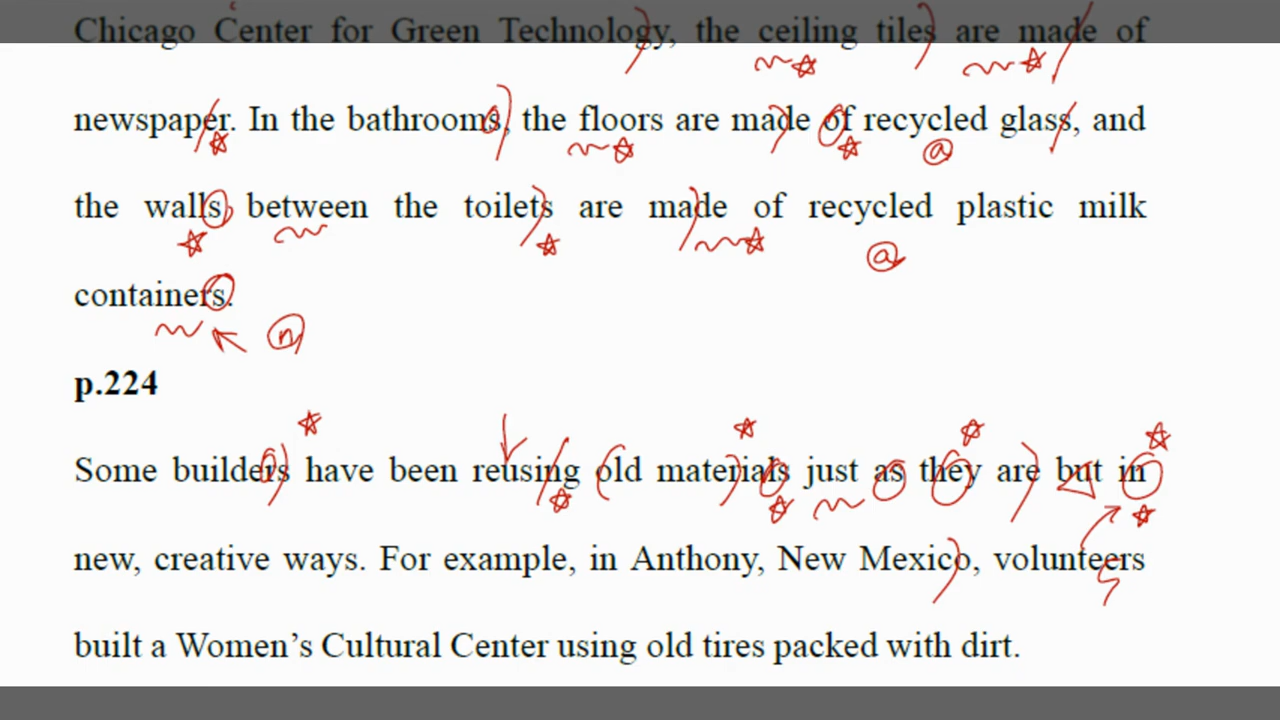 Chicago Center for Green Technology, the ceiling tiles are made of
newspaper. In the bathrooms, the floors are made of recycled glass, and
the walls between the toilets are made of recycled plastic milk
containers.
p.224
Some builders have been reusing old materials just as they are but in
new, creative ways. For example, in Anthony, New Mexico, volunteers
built a Women’s Cultural Center using old tires packed with dirt.